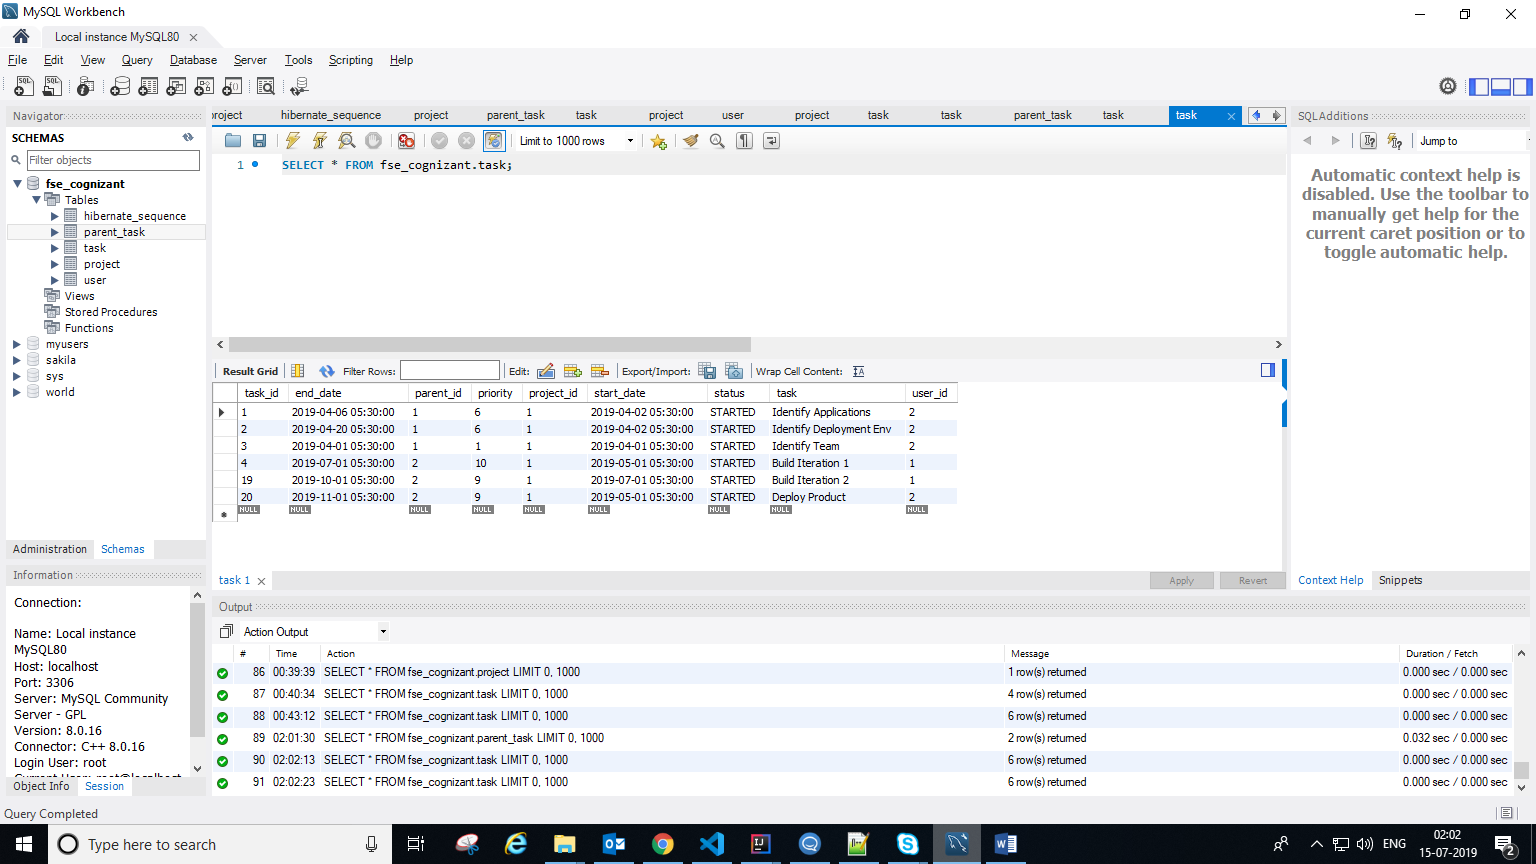 MySQL Workbench
Local instance MySQL80
File Edit View Query Database Server Tools Scripting Help
Navigator
SCHEMAS
Filter objects
fse_cognizant
Tables
hibernate_sequence
parent_task
task
project
user
Views
Stored Procedures
Functions
myusers
sakila
sys
world
Administration Schemas
Information
Connection:
Name: Local instance
MySQL80
Host: localhost
Port: 3306
Server: MySQL Community
Server - GPL
Version: 8.0.16
Connector: C++ 8.0.16
Login User: root
Current User: root@localhost
Object Info Session
roject hibernate_sequence project parent_task task project user project task task parent_task task task
Limit to 1000 rows
1 SELECT * FROM fse_cognizant.task;
Result Grid Filter Rows: Edit: Export/Import: Wrap Cell Content:
task_id end_date parent_id priority project_id start_date status task user_id
1 2019-04-06 05:30:00 1 6 1 2019-04-02 05:30:00 STARTED Identify Applications 2
2 2019-04-20 05:30:00 1 6 1 2019-04-02 05:30:00 STARTED Identify Deployment Env 2
3 2019-04-01 05:30:00 1 1 1 2019-04-01 05:30:00 STARTED Identify Team 2
4 2019-07-01 05:30:00 2 10 1 2019-05-01 05:30:00 STARTED Build Iteration 1 1
19 2019-10-01 05:30:00 2 9 1 2019-07-01 05:30:00 STARTED Build Iteration 2 1
20 2019-11-01 05:30:00 2 9 1 2019-05-01 05:30:00 STARTED Deploy Product 2
NULL NULL NULL NULL NULL NULL NULL NULL NULL
task 1
Apply Revert
SQLAdditions
Jump to
Automatic context help is
disabled. Use the toolbar to
manually get help for the
current caret position or to
toggle automatic help.
Context Help Snippets
Output
Action Output
# Time Action Message Duration / Fetch
86 00:39:39 SELECT * FROM fse_cognizant.project LIMIT 0, 1000 1 row(s) returned 0.000 sec / 0.000 sec
87 00:40:34 SELECT * FROM fse_cognizant.task LIMIT 0, 1000 4 row(s) returned 0.000 sec / 0.000 sec
88 00:43:12 SELECT * FROM fse_cognizant.task LIMIT 0, 1000 6 row(s) returned 0.000 sec / 0.000 sec
89 02:01:30 SELECT * FROM fse_cognizant.parent_task LIMIT 0, 1000 2 row(s) returned 0.032 sec / 0.000 sec
90 02:02:13 SELECT * FROM fse_cognizant.task LIMIT 0, 1000 6 row(s) returned 0.000 sec / 0.000 sec
91 02:02:23 SELECT * FROM fse_cognizant.task LIMIT 0, 1000 6 row(s) returned 0.000 sec / 0.000 sec
Query Completed
Type here to search
ENG
02:02
15-07-2019
2